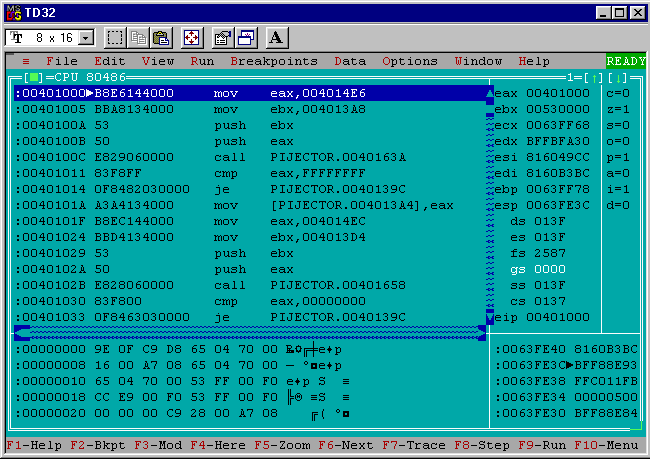 TD32
8 x 16
≡ File Edit View Run Breakpoints Data Options Window Help READY
[■]=CPU 80486 1=[↑][↓]
:00401000►B8E6144000 mov eax,004014E6 eax 00401000 c=0
:00401005 BBA8134000 mov ebx,004013A8 ebx 00530000 z=1
:0040100A 53 push ebx ecx 0063FF68 s=0
:0040100B 50 push eax edx BFFBFA30 o=0
:0040100C E829060000 call PIJECTOR.0040163A esi 816049CC p=1
:00401011 83F8FF cmp eax,FFFFFFFF edi 8160B3BC a=0
:00401014 0F8482030000 je PIJECTOR.0040139C ebp 0063FF78 i=1
:0040101A A3A4134000 mov [PIJECTOR.004013A4],eax esp 0063FE3C d=0
:0040101F B8EC144000 mov eax,004014EC ds 013F
:00401024 BBD4134000 mov ebx,004013D4 es 013F
:00401029 53 push ebx fs 2587
:0040102A 50 push eax gs 0000
:0040102B E828060000 call PIJECTOR.00401658 ss 013F
:00401030 83F800 cmp eax,00000000 cs 0137
:00401033 0F8463030000 je PIJECTOR.0040139C eip 00401000
:00000000 9E 0F C9 D8 65 04 70 00 ₧☼╔╪e♦p :0063FE40 8160B3BC
:00000008 16 00 A7 08 65 04 70 00 ▬ º◘e♦p :0063FE3C►BFF88E93
:00000010 65 04 70 00 53 FF 00 F0 e♦p S ≡ :0063FE38 FFC011FB
:00000018 CC E9 00 F0 53 FF 00 F0 ╠Θ ≡S ≡ :0063FE34 00000500
:00000020 00 00 00 C9 28 00 A7 08 ╔( º◘ :0063FE30 BFF88E84
F1-Help F2-Bkpt F3-Mod F4-Here F5-Zoom F6-Next F7-Trace F8-Step F9-Run F10-Menu